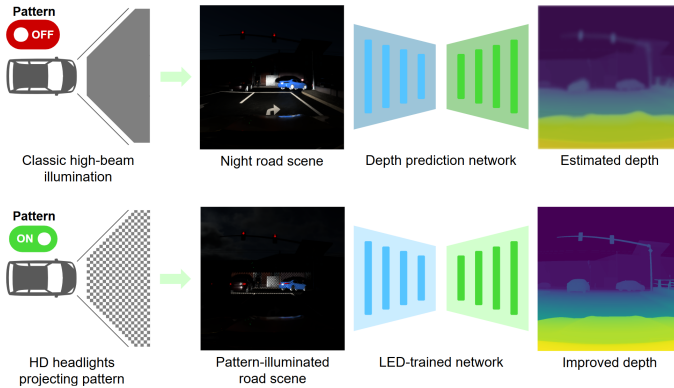 Pattern
OFF
Classic high-beam
illumination
Night road scene
Depth prediction network
Estimated depth
Pattern
ON
HD headlights
projecting pattern
Pattern-illuminated
road scene
LED-trained network
Improved depth